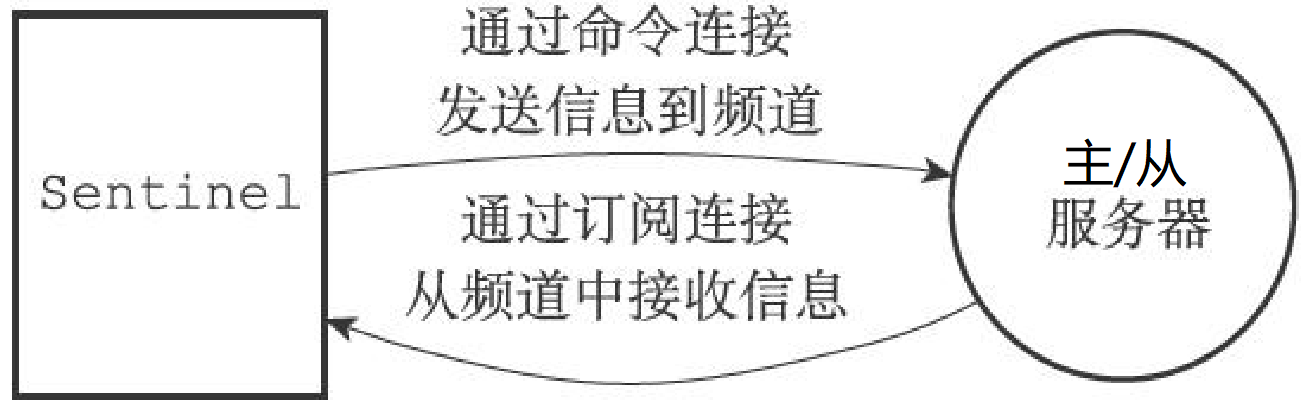 通过命令连接
发送信息到频道
Sentinel
通过订阅连接
从频道中接收信息
主/从
服务器